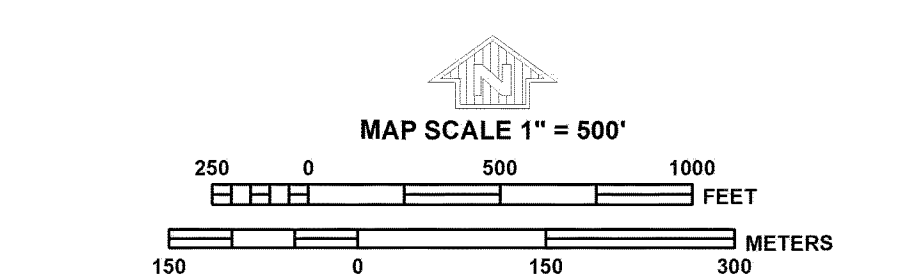 N
MAP SCALE 1" = 500'
250 0 500 1000
FEET
METERS
150 0 150 300